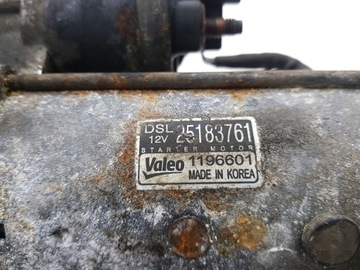 DSL 25183761
12V
STARTER MOTOR
Valeo 1196601
MADE IN KOREA